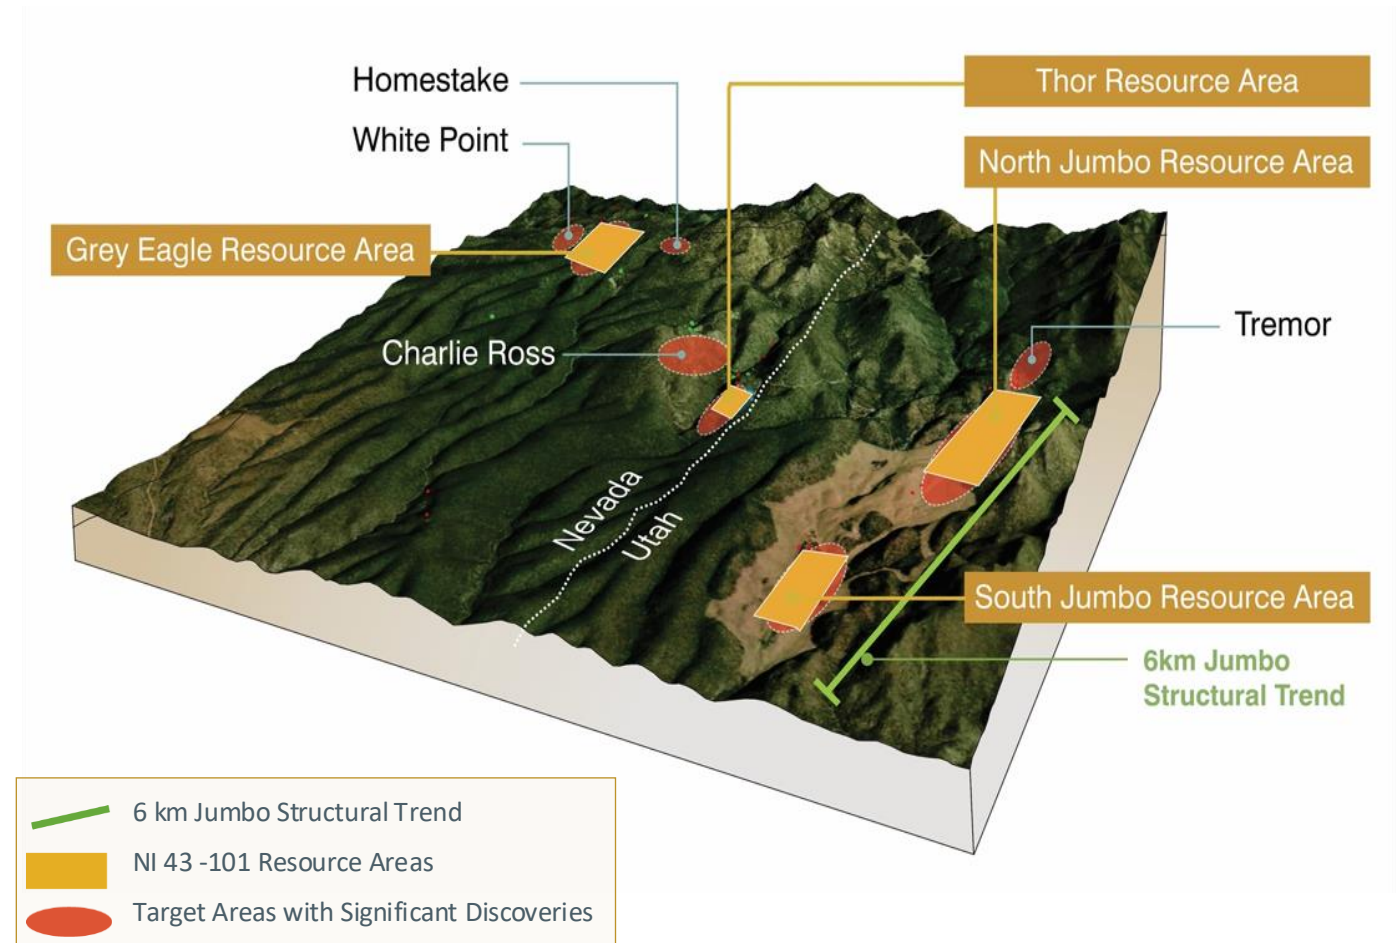 Homestake
Thor Resource Area
White Point
North Jumbo Resource Area
Grey Eagle Resource Area
Tremor
Charlie Ross
Nevada
Utah
South Jumbo Resource Area
6km Jumbo
Structural Trend
6 km Jumbo Structural Trend
NI 43 -101 Resource Areas
Target Areas with Significant Discoveries